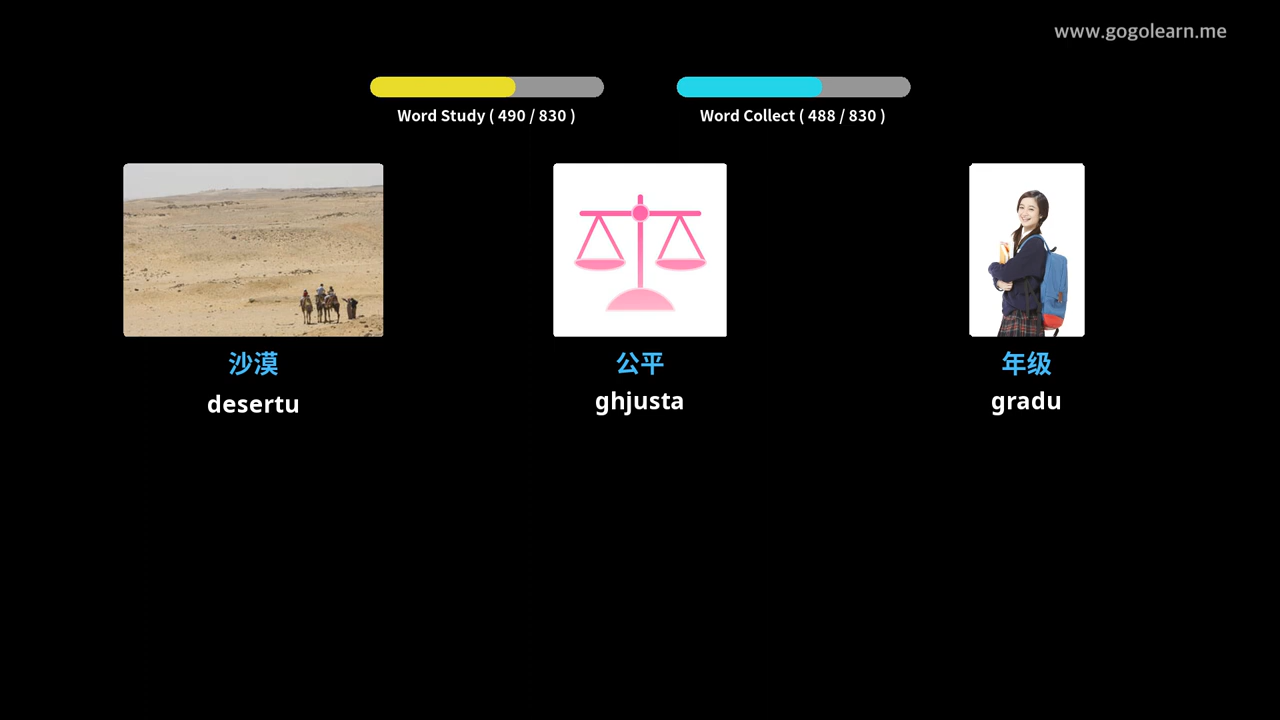 www.gogolearn.me
Word Study ( 490 / 830 )
Word Collect ( 488 / 830 )
沙漠
公平
年级
desertu
ghjusta
gradu